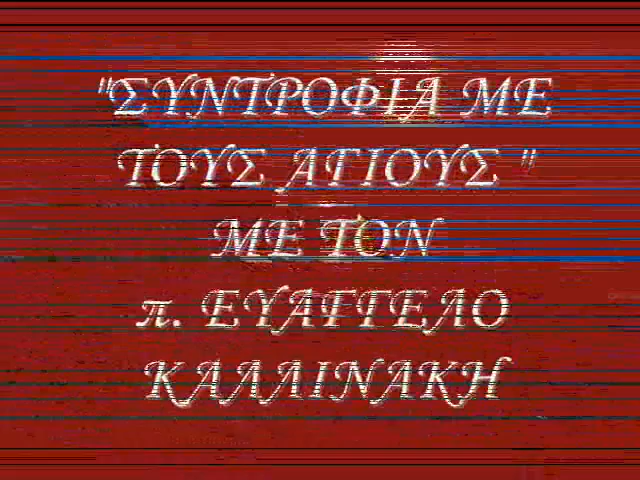 "ΣΥΝΤΡΟΦΙΑ ΜΕ
ΤΟΥΣ ΑΓΙΟΥΣ "
ΜΕ ΤΟΝ
π. ΕΥΑΓΓΕΛΟ
ΚΑΛΛΙΝΑΚΗ